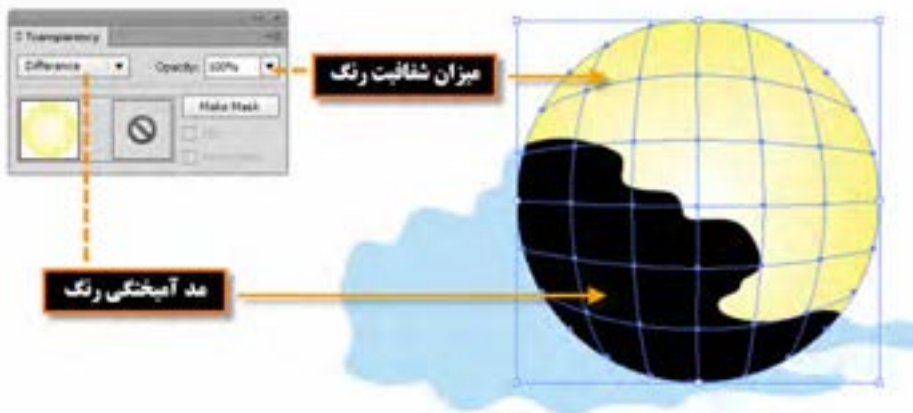 Transparency
Difference
Opacity: 100%
میزان شفافیت رنگ
Make Mask
مد آمیختگی رنگ